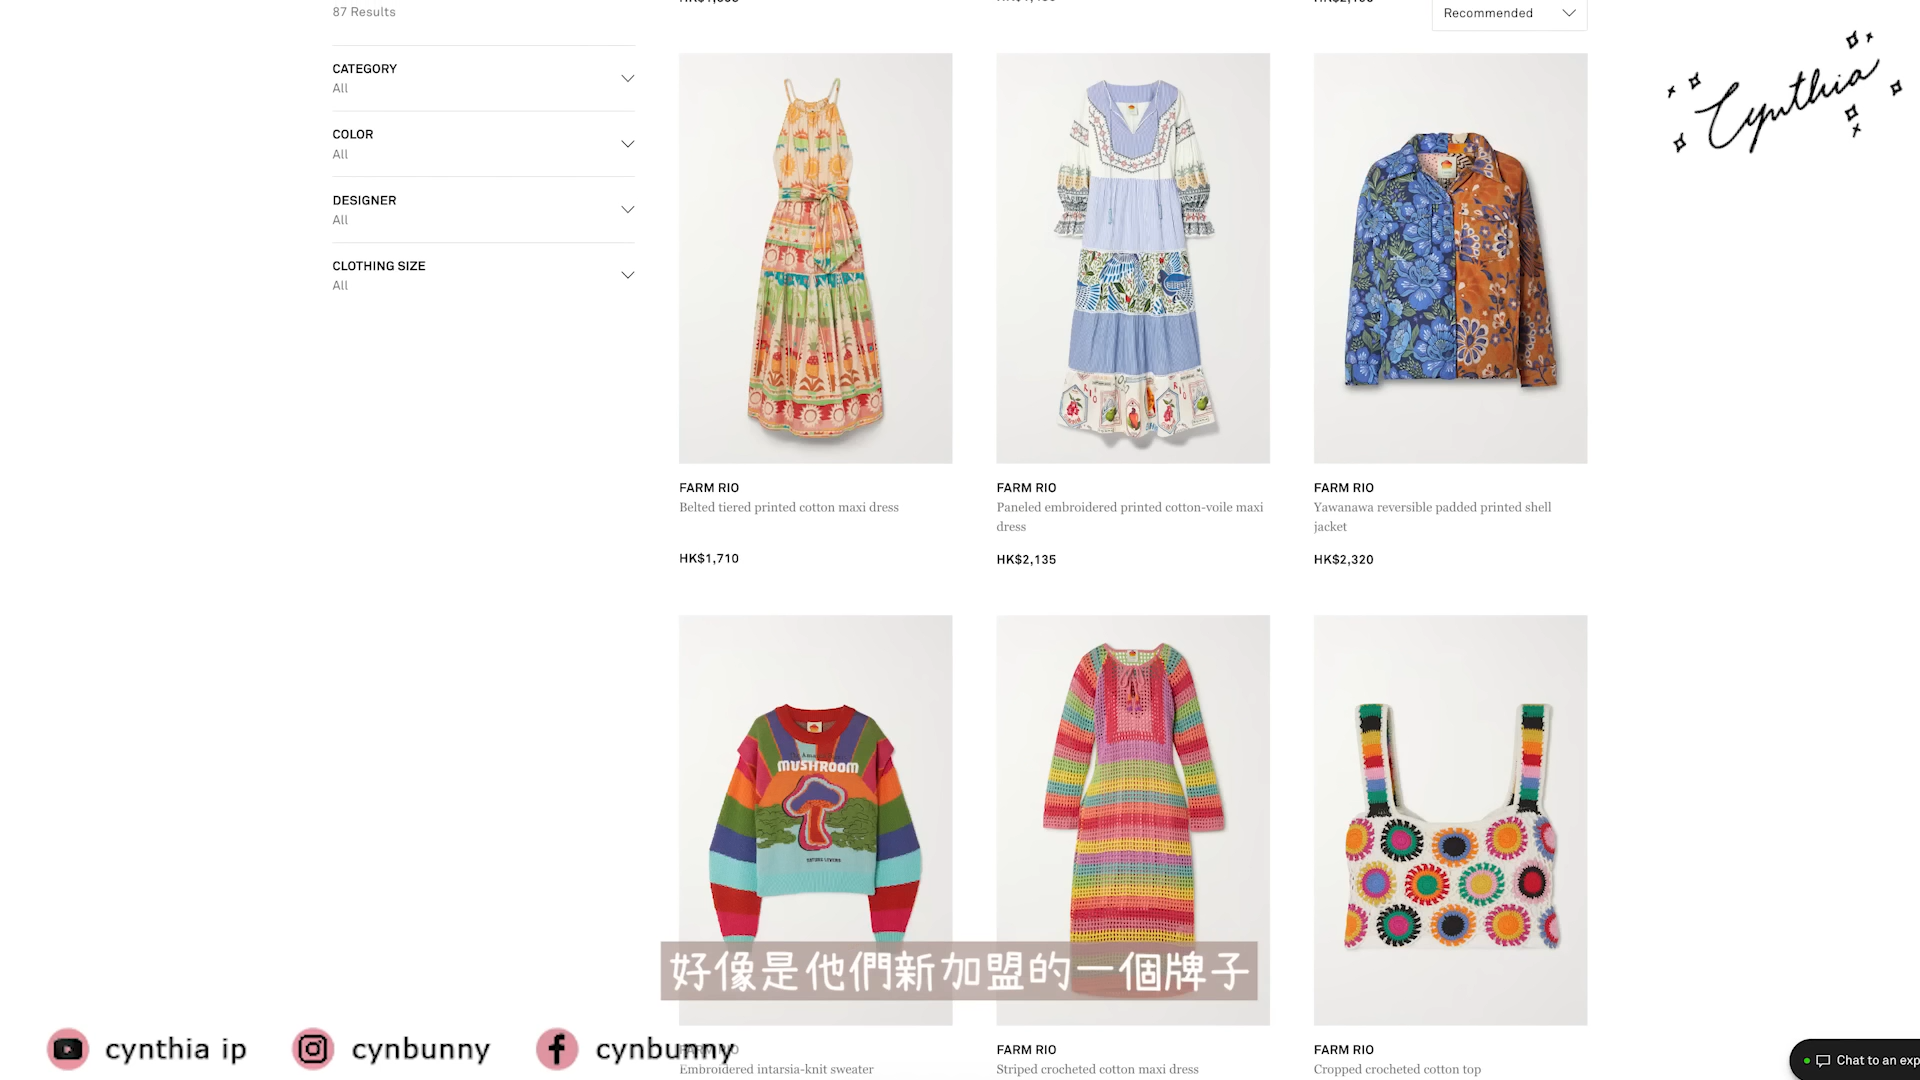 87 Results
Recommended
CATEGORY
All
COLOR
All
DESIGNER
All
CLOTHING SIZE
All
Cynthia
FARM RIO
Belted tiered printed cotton maxi dress
HK$1,710
FARM RIO
Paneled embroidered printed cotton-voile maxi
dress
HK$2,135
FARM RIO
Yawanawa reversible padded printed shell
jacket
HK$2,320
MUSHROOM
好像是他們新加盟的一個牌子
cynthia ip
cynbunny
cynbunny
FARM RIO
Embroidered intarsia-knit sweater
FARM RIO
Striped crocheted cotton maxi dress
FARM RIO
Cropped crocheted cotton top
Chat to an exp